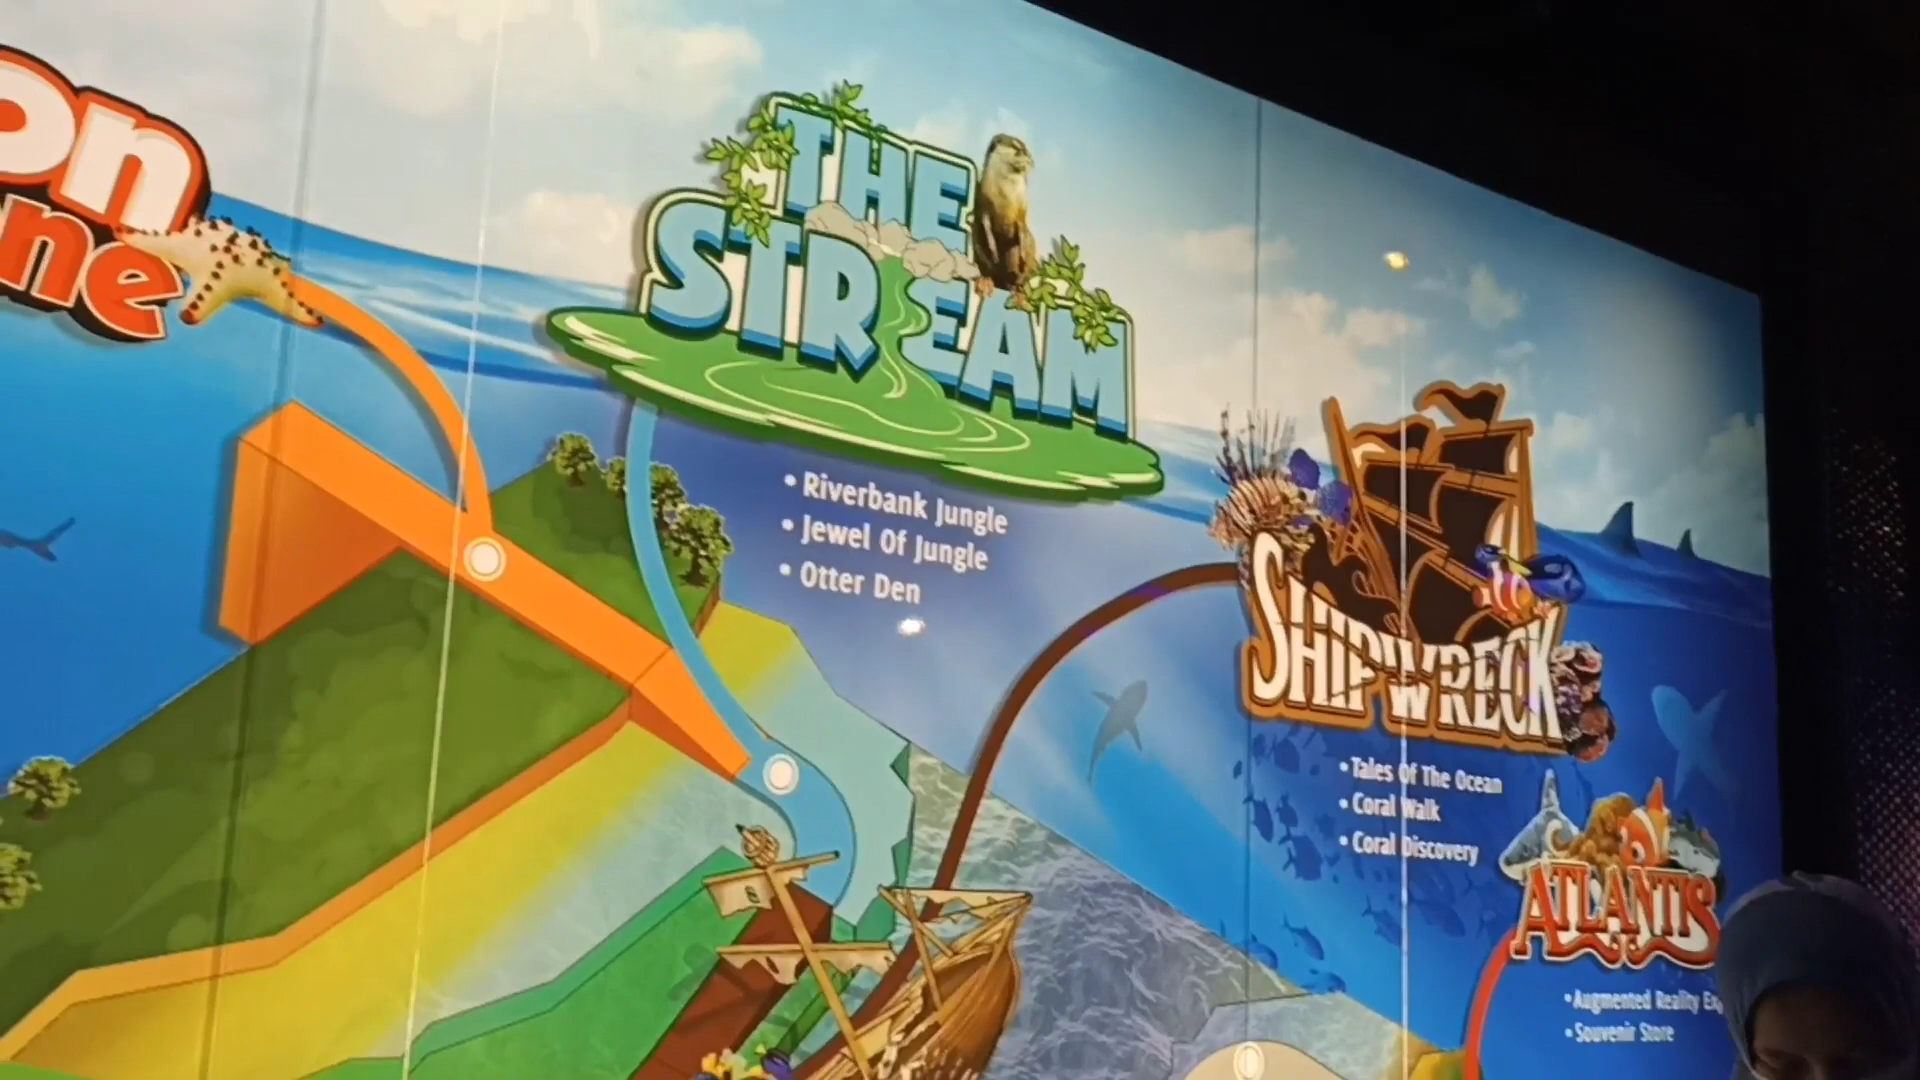 on
ne
THE
STREAM
• Riverbank Jungle
• Jewel Of Jungle
• Otter Den
SHIPWRECK
• Tales Of The Ocean
• Coral Walk
• Coral Discovery
ATLANTIS
• Augmented Reality
• Souvenir Store